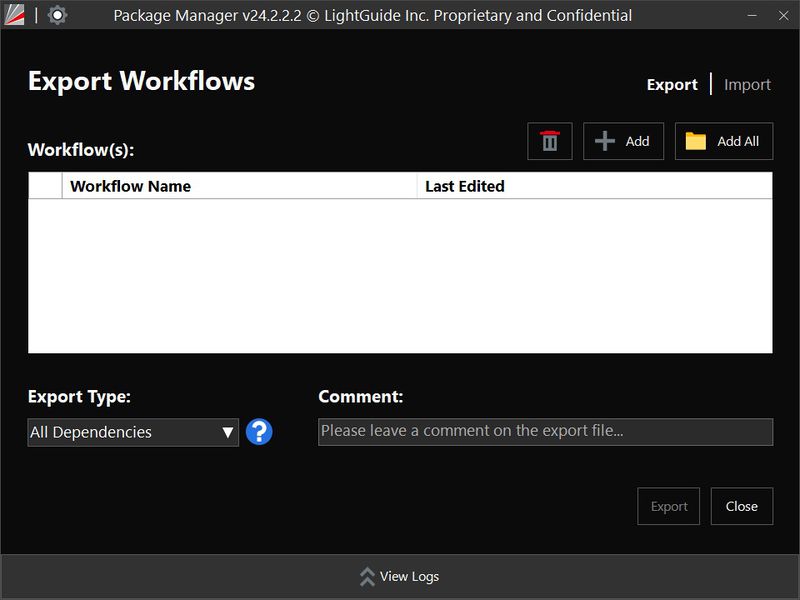 Package Manager v24.2.2.2 © LightGuide Inc. Proprietary and Confidential
Export Workflows
Export | Import
Workflow(s):
Add
Add All
Workflow Name Last Edited
Export Type: Comment:
All Dependencies ? Please leave a comment on the export file...
Export Close
View Logs